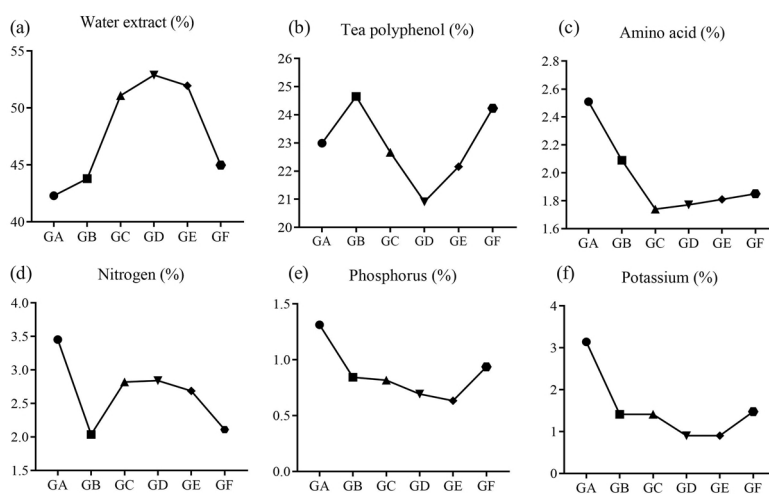 (a)
Water extract (%)
55
50
45
40
GA GB GC GD GE GF
(b)
Tea polyphenol (%)
26
25
24
23
22
21
20
GA GB GC GD GE GF
(c)
Amino acid (%)
2.8
2.6
2.4
2.2
2.0
1.8
1.6
GA GB GC GD GE GF
(d)
Nitrogen (%)
4.0
3.5
3.0
2.5
2.0
1.5
GA GB GC GD GE GF
(e)
Phosphorus (%)
1.5
1.0
0.5
0.0
GA GB GC GD GE GF
(f)
Potassium (%)
4
3
2
1
0
GA GB GC GD GE GF